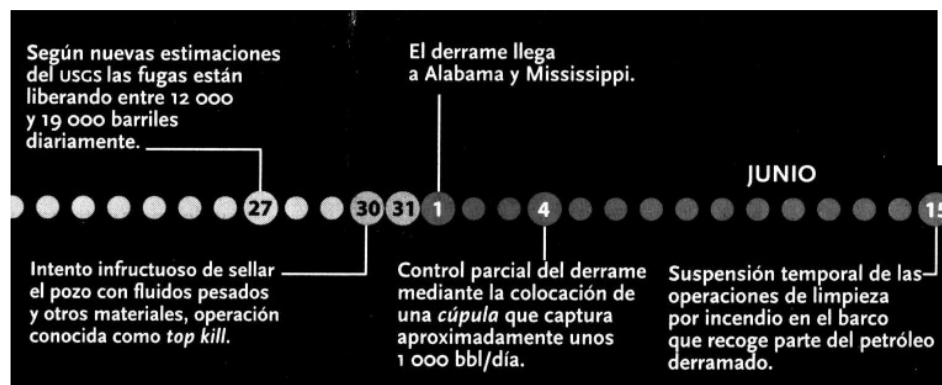 Según nuevas estimaciones
del USGS las fugas están
liberando entre 12 000
y 19 000 barriles
diariamente.
El derrame llega
a Alabama y Mississippi.
JUNIO
27
30
31
1
4
15
Intento infructuoso de sellar
el pozo con fluidos pesados
y otros materiales, operación
conocida como top kill.
Control parcial del derrame
mediante la colocación de
una cúpula que captura
aproximadamente unos
1 000 bbl/día.
Suspensión temporal de las
operaciones de limpieza
por incendio en el barco
que recoge parte del petróleo
derramado.